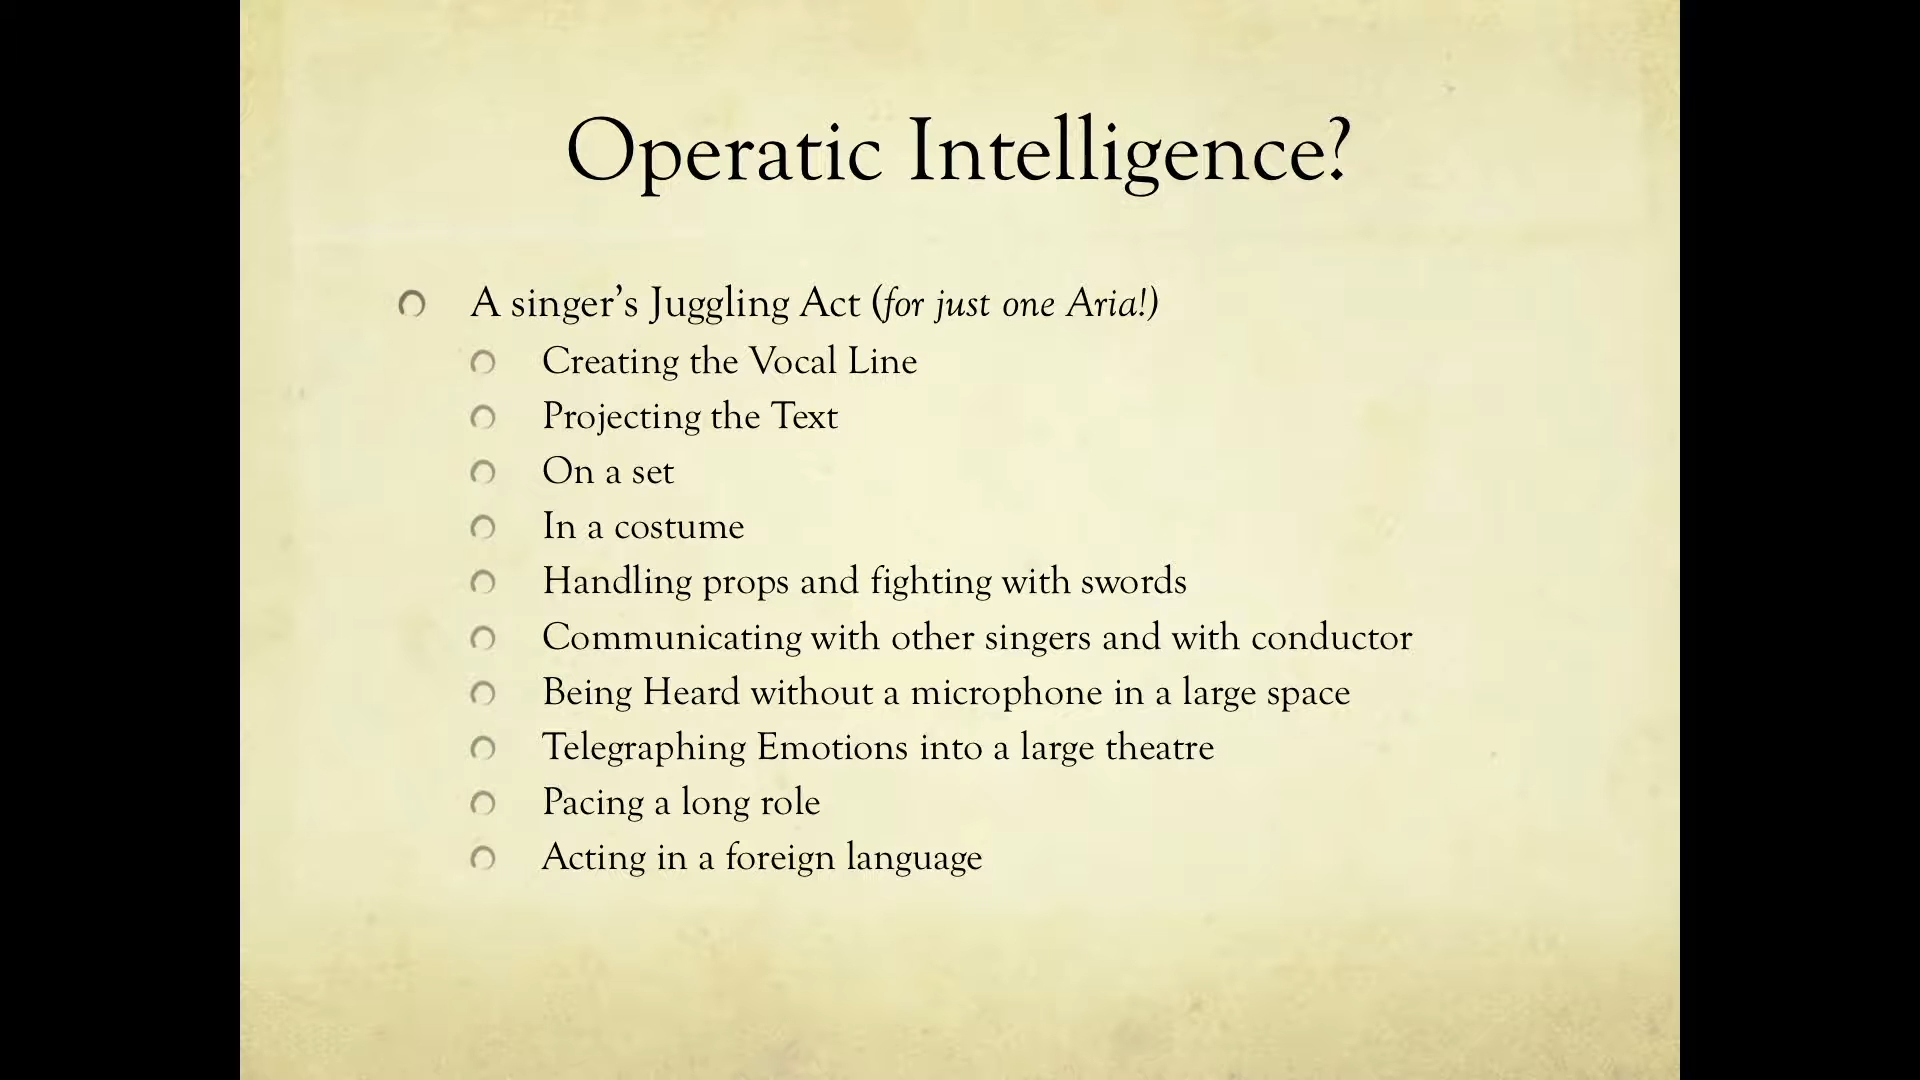 Operatic Intelligence?
A singer’s Juggling Act (for just one Aria!)
Creating the Vocal Line
Projecting the Text
On a set
In a costume
Handling props and fighting with swords
Communicating with other singers and with conductor
Being Heard without a microphone in a large space
Telegraphing Emotions into a large theatre
Pacing a long role
Acting in a foreign language